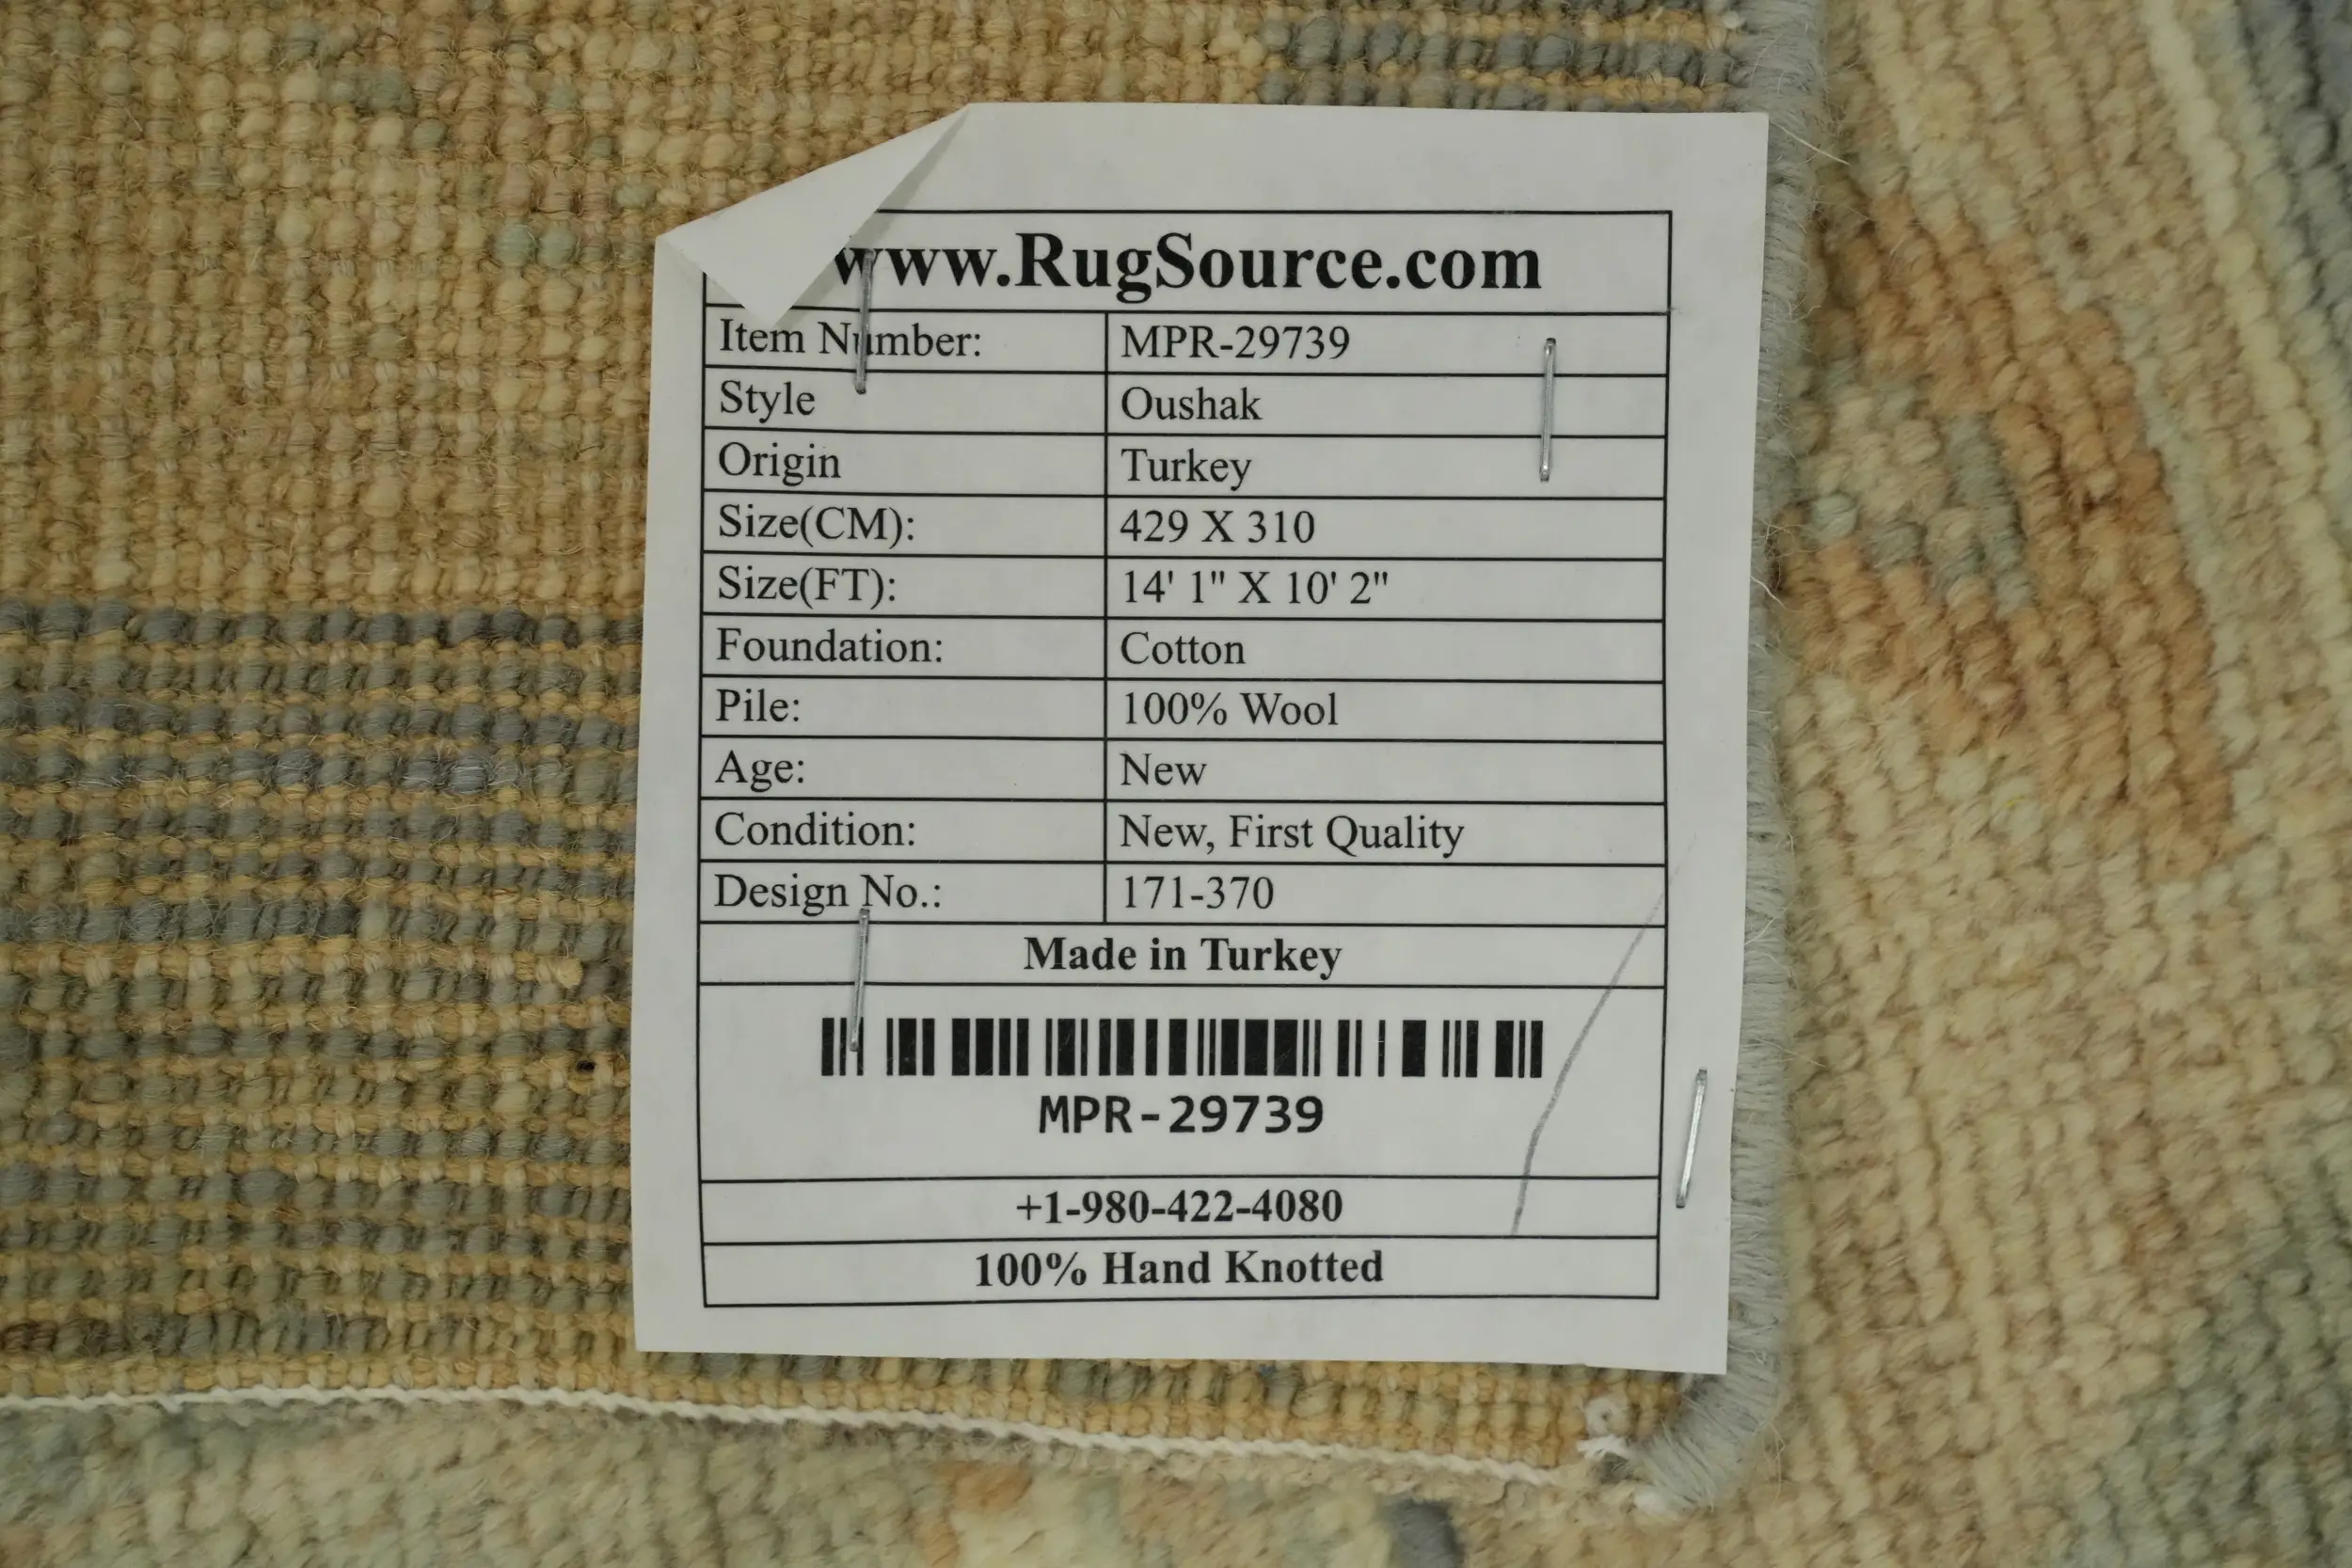 www.RugSource.com
Item Number: MPR-29739
Style Oushak
Origin Turkey
Size(CM): 429 X 310
Size(FT): 14' 1" X 10' 2"
Foundation: Cotton
Pile: 100% Wool
Age: New
Condition: New, First Quality
Design No.: 171-370
Made in Turkey
MPR-29739
+1-980-422-4080
100% Hand Knotted